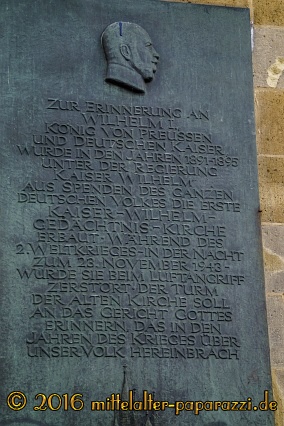 ZUR ERINNERUNG AN
WILHELM I.
KÖNIG VON PREUSSEN
UND DEUTSCHEN KAISER
WURDE IN DEN JAHREN 1891-1895
UNTER DER REGIERUNG
KAISER WILHELM II.
AUS SPENDEN DES GANZEN
DEUTSCHEN VOLKES DIE ERSTE
KAISER-WILHELM-
GEDÄCHTNIS-KIRCHE
ERBAUT · WÄHREND DES
2. WELTKRIEGES · IN DER NACHT
ZUM 23. NOVEMBER 1943 ·
WURDE SIE BEIM LUFTANGRIFF
ZERSTÖRT · DER TURM
DER ALTEN KIRCHE SOLL
AN DAS GERICHT GOTTES
ERINNERN, DAS IN DEN
JAHREN DES KRIEGES ÜBER
UNSER VOLK HEREINBRACH
© 2016 mittelalter-paparazzi.de